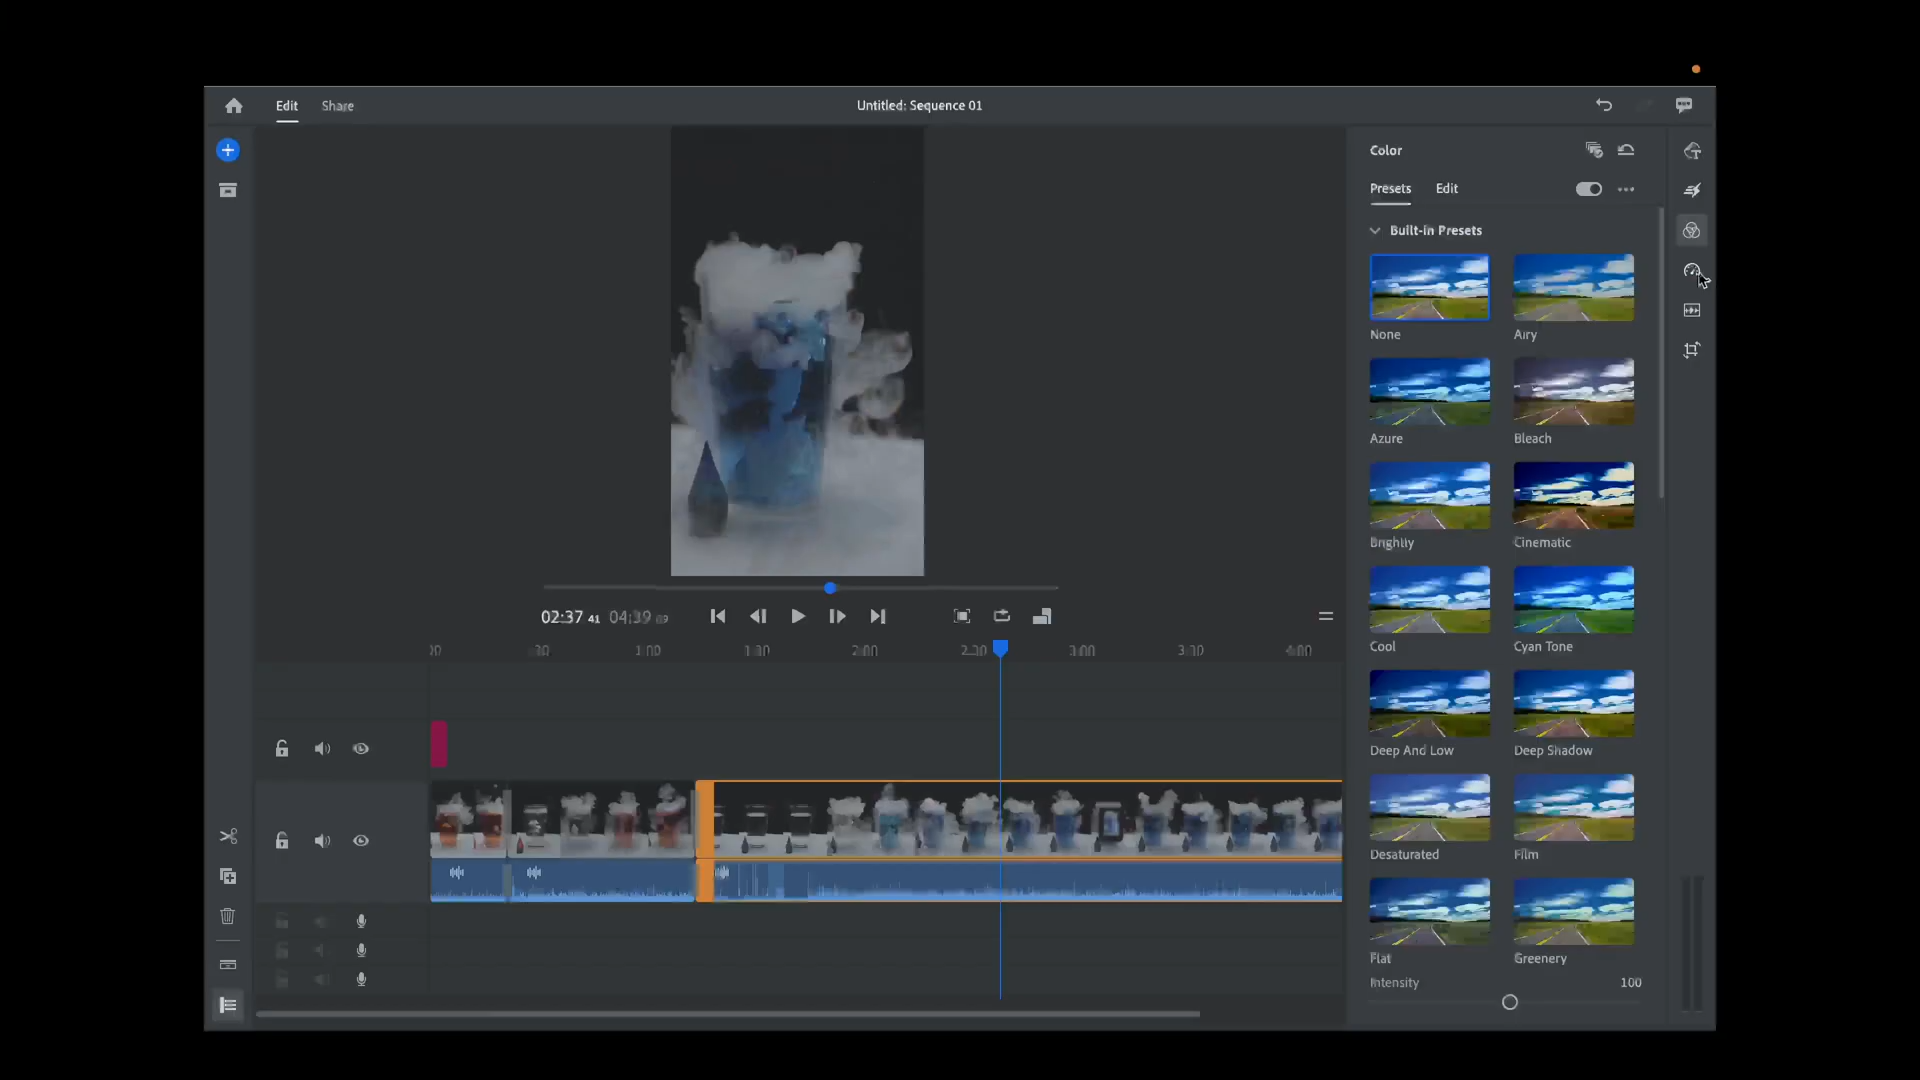 Edit Share Untitled: Sequence 01
Color
Presets Edit
Built-in Presets
None Airy
Azure Bleach
Brightly Cinematic
Cool Cyan Tone
Deep And Low Deep Shadow
Desaturated Film
Flat Greenery
Intensity 100
02:37 41 04:39
:30 1:00 1:30 2:00 2:30 3:00 3:30 4:00